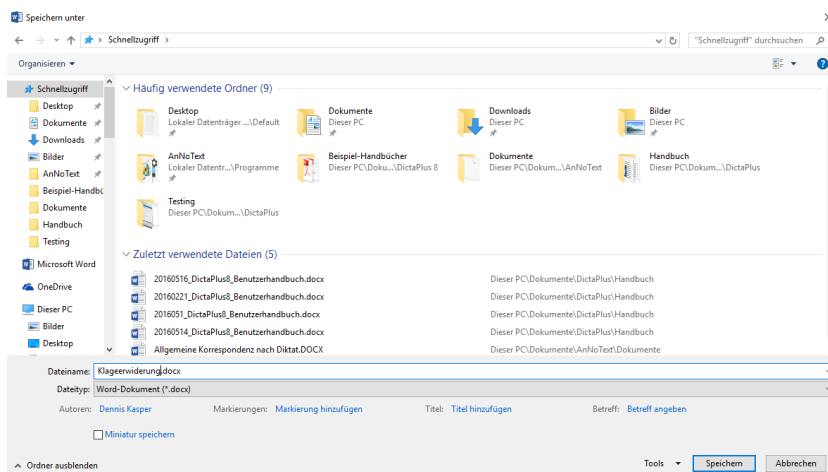 Speichern unter
Schnellzugriff
"Schnellzugriff" durchsuchen
Organisieren
Schnellzugriff
Desktop
Dokumente
Downloads
Bilder
AnNoText
Beispiel-Handbü
Dokumente
Handbuch
Testing
Microsoft Word
OneDrive
Dieser PC
Bilder
Desktop
Häufig verwendete Ordner (9)
Desktop
Lokaler Datenträger ...\Default
Dokumente
Dieser PC
Downloads
Dieser PC
Bilder
Dieser PC
AnNoText
Lokaler Datentr...\Programme
Beispiel-Handbücher
Dieser PC\Doku...\DictaPlus 8
Dokumente
Dieser PC\Dokum...\AnNoText
Handbuch
Dieser PC\Dokum...\DictaPlus
Testing
Dieser PC\Dokum...\DictaPlus
Zuletzt verwendete Dateien (5)
20160516_DictaPlus8_Benutzerhandbuch.docx Dieser PC\Dokumente\DictaPlus\Handbuch
20160221_DictaPlus8_Benutzerhandbuch.docx Dieser PC\Dokumente\DictaPlus\Handbuch
2016051_DictaPlus8_Benutzerhandbuch.docx Dieser PC\Dokumente\DictaPlus\Handbuch
20160514_DictaPlus8_Benutzerhandbuch.docx Dieser PC\Dokumente\DictaPlus\Handbuch
Allgemeine Korrespondenz nach Diktat.DOCX Dieser PC\Dokumente\AnNoText\Dokumente
Dateiname: Klageerwiderung.docx
Dateityp: Word-Dokument (*.docx)
Autoren: Dennis Kasper Markierungen: Markierung hinzufügen Titel: Titel hinzufügen Betreff: Betreff angeben
Miniatur speichern
Ordner ausblenden Tools Speichern Abbrechen